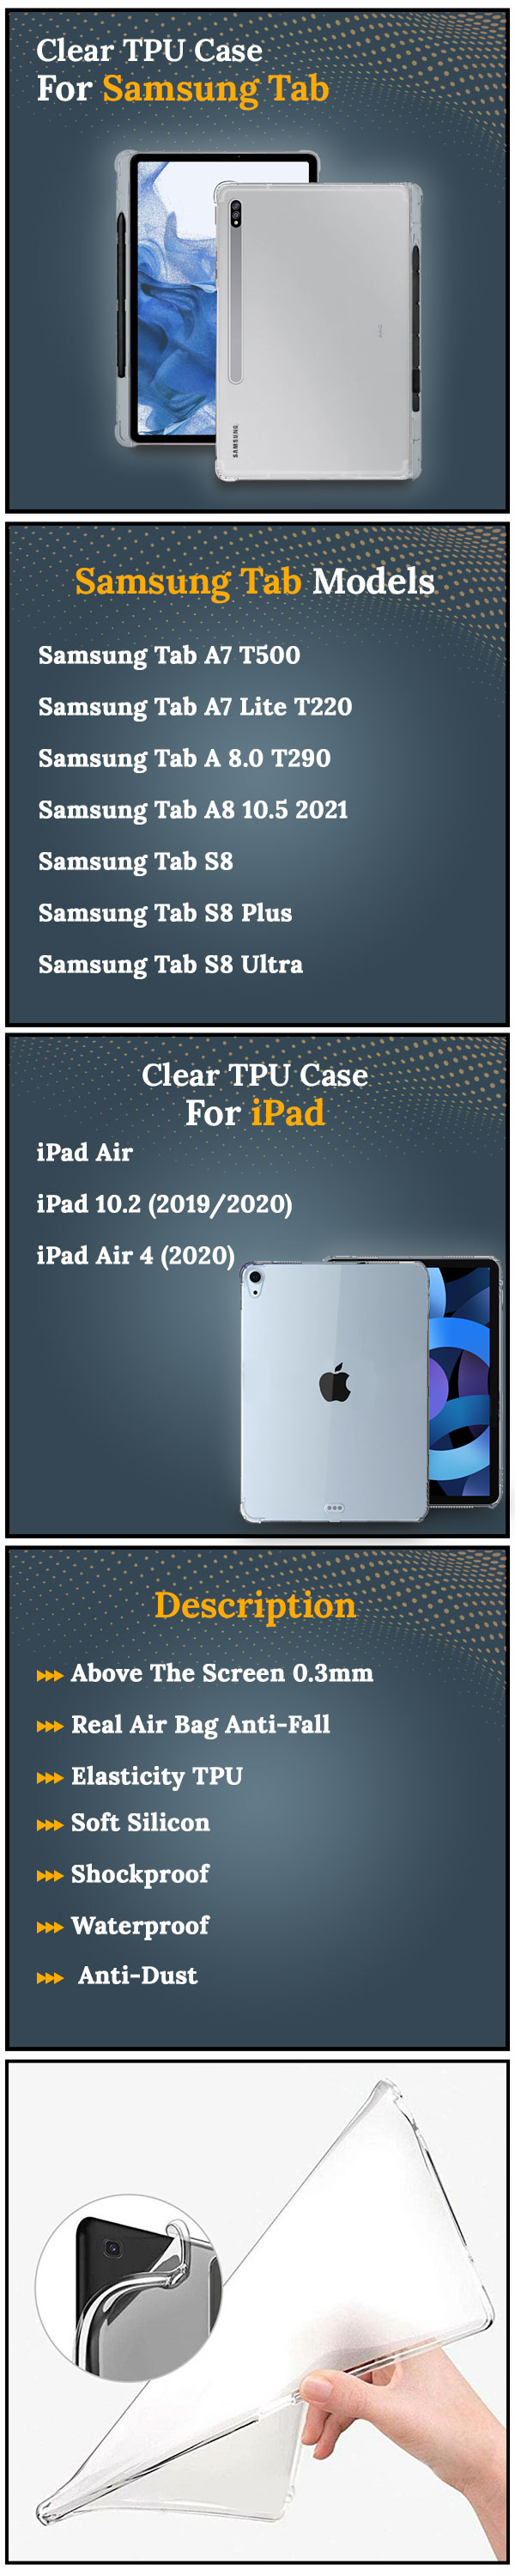 Clear TPU Case
For Samsung Tab
SAMSUNG
Samsung Tab Models
Samsung Tab A7 T500
Samsung Tab A7 Lite T220
Samsung Tab A 8.0 T290
Samsung Tab A8 10.5 2021
Samsung Tab S8
Samsung Tab S8 Plus
Samsung Tab S8 Ultra
Clear TPU Case
For iPad
iPad Air
iPad 10.2 (2019/2020)
iPad Air 4 (2020)
Description
Above The Screen 0.3mm
Real Air Bag Anti-Fall
Elasticity TPU
Soft Silicon
Shockproof
Waterproof
Anti-Dust